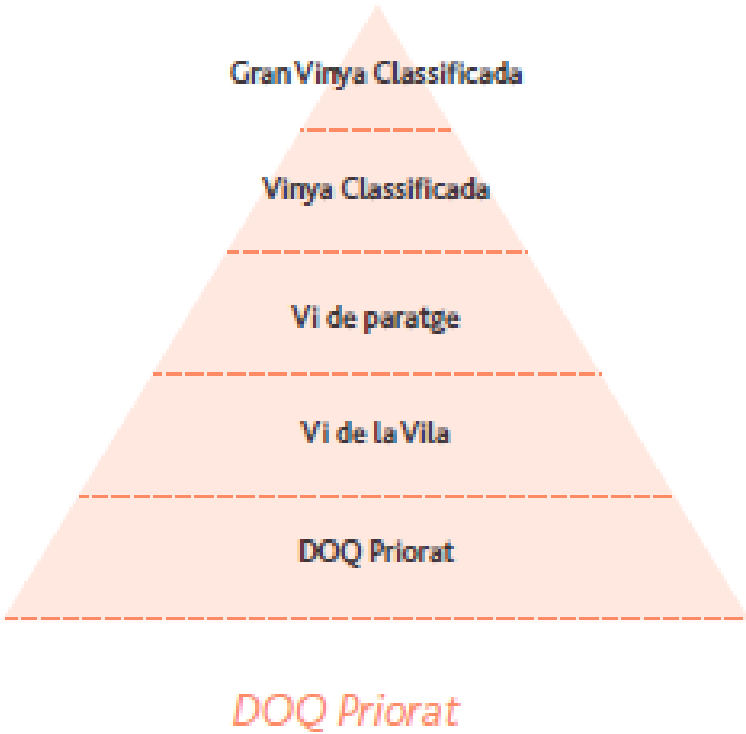 Gran Vinya Classificada
Vinya Classificada
Vi de paratge
Vi de la Vila
DOQ Priorat
DOQ Priorat